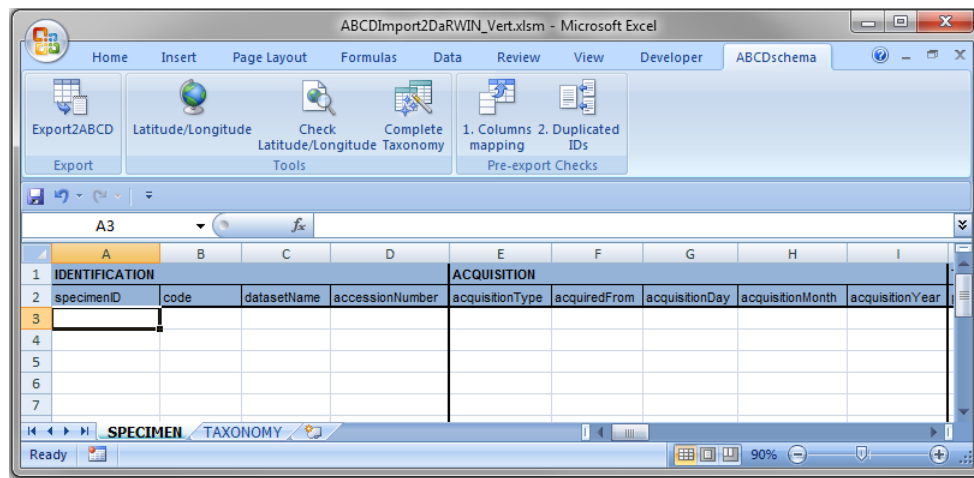 ABCDImport2DaRWIN_Vert.xlsm - Microsoft Excel
Home Insert Page Layout Formulas Data Review View Developer ABCDschema
Export2ABCD Latitude/Longitude Check Latitude/Longitude Complete Taxonomy 1. Columns mapping 2. Duplicated IDs
Export Tools Pre-export Checks
A3 fx
A B C D E F G H I
1 IDENTIFICATION ACQUISITION
2 specimenID code datasetName accessionNumber acquisitionType acquiredFrom acquisitionDay acquisitionMonth acquisitionYear
3
4
5
6
7
SPECIMEN TAXONOMY
Ready 90%